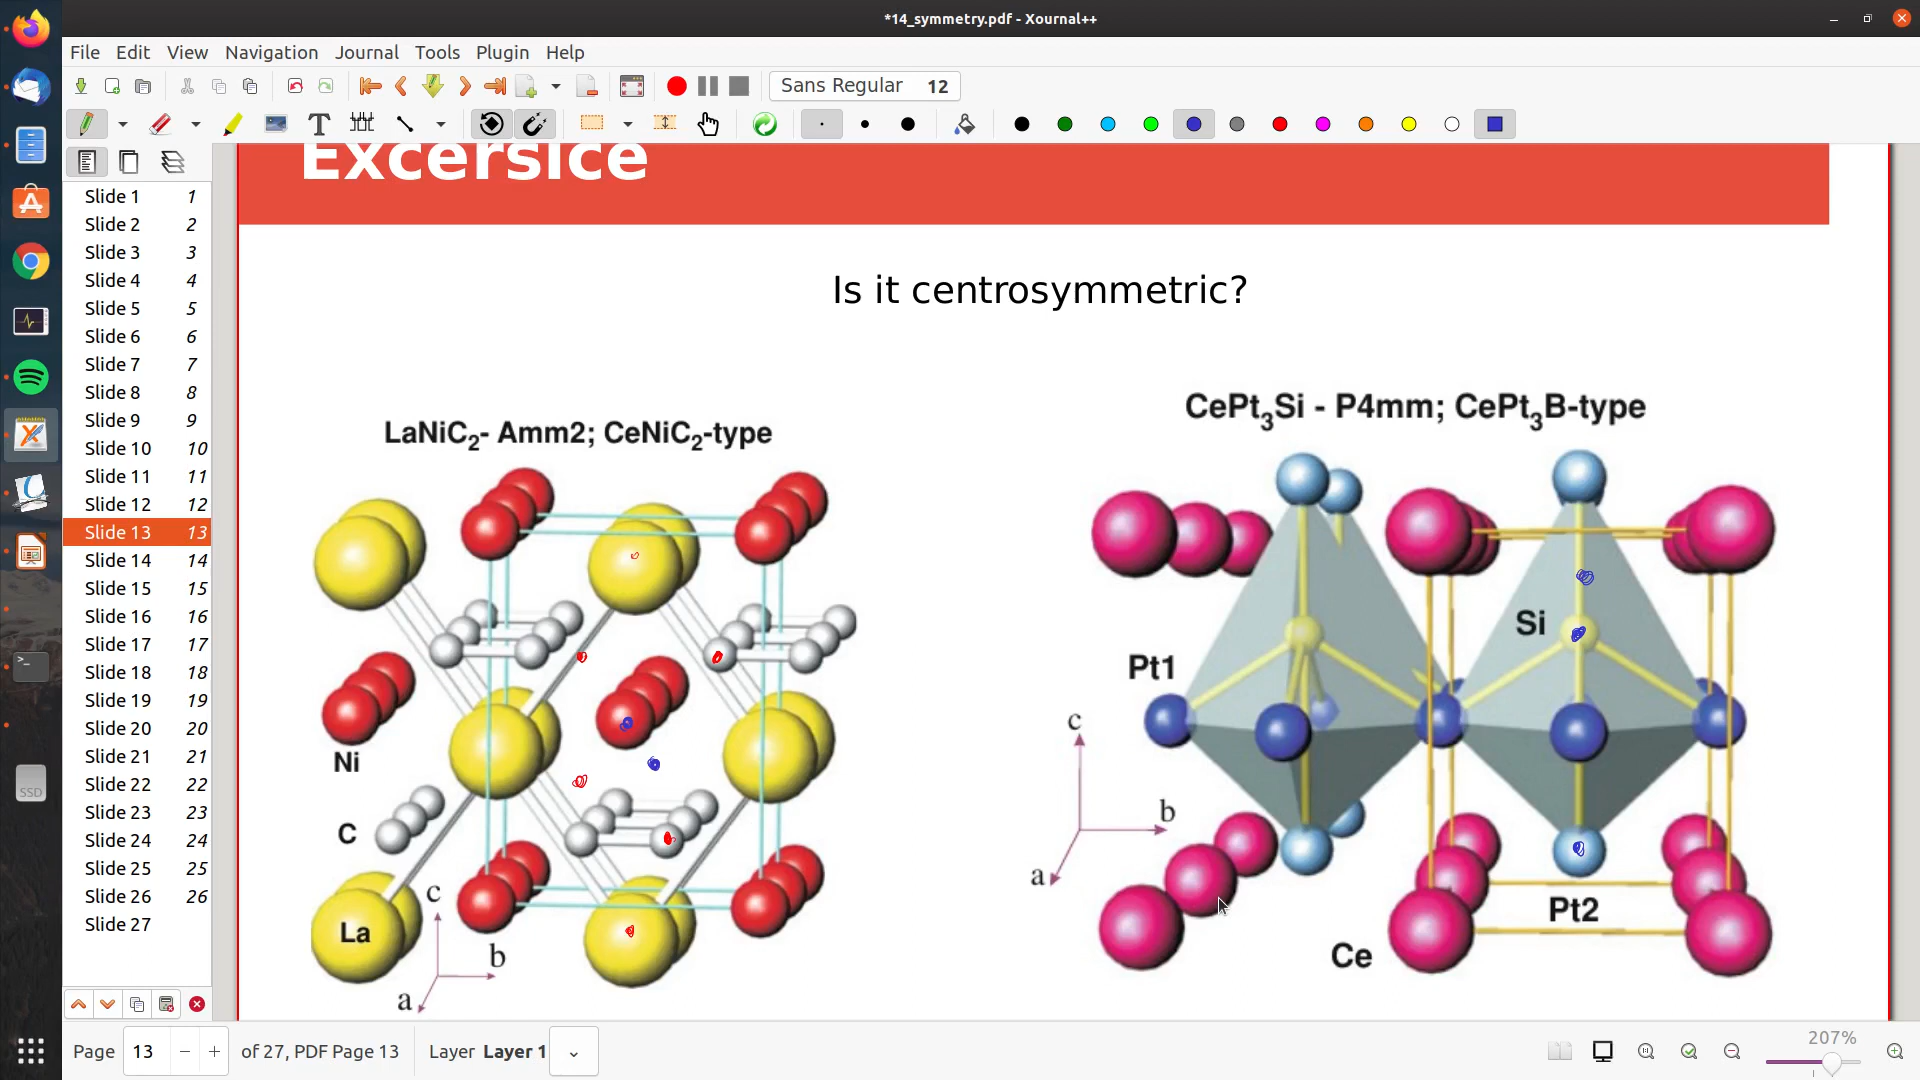 *14_symmetry.pdf - Xournal++
File Edit View Navigation Journal Tools Plugin Help
Sans Regular 12
Slide 1 1
Slide 2 2
Slide 3 3
Slide 4 4
Slide 5 5
Slide 6 6
Slide 7 7
Slide 8 8
Slide 9 9
Slide 10 10
Slide 11 11
Slide 12 12
Slide 13 13
Slide 14 14
Slide 15 15
Slide 16 16
Slide 17 17
Slide 18 18
Slide 19 19
Slide 20 20
Slide 21 21
Slide 22 22
Slide 23 23
Slide 24 24
Slide 25 25
Slide 26 26
Slide 27
Excersice
Is it centrosymmetric?
LaNiC2- Amm2; CeNiC2-type
Ni
C
La
c
b
a
CePt3Si - P4mm; CePt3B-type
Si
Pt1
c
b
a
Pt2
Ce
SSD
Page 13 of 27, PDF Page 13 Layer Layer 1
207%